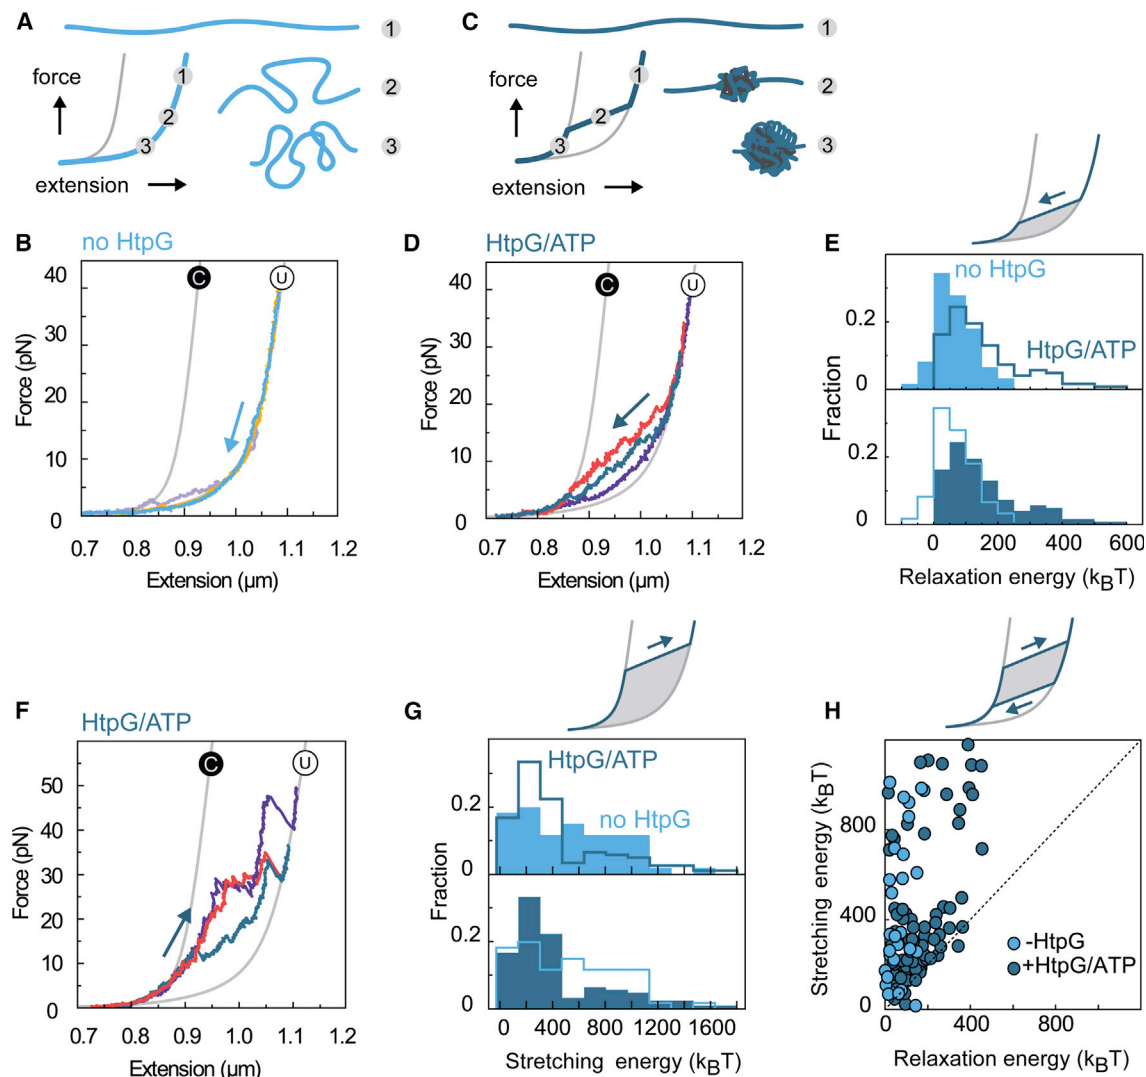 A
1
force
1
2
2
3
3
extension
C
1
force
1
2
2
3
3
extension
B
no HtpG
40
30
20
10
0
C
U
Force (pN)
0.7 0.8 0.9 1.0 1.1 1.2
Extension (µm)
D
HtpG/ATP
40
30
20
10
0
C
U
Force (pN)
0.7 0.8 0.9 1.0 1.1 1.2
Extension (µm)
E
no HtpG
HtpG/ATP
0.2
0
0.2
0
Fraction
0 200 400 600
Relaxation energy (kBT)
F
HtpG/ATP
50
40
30
20
10
0
C
U
Force (pN)
0.7 0.8 0.9 1.0 1.1 1.2
Extension (µm)
G
HtpG/ATP
no HtpG
0.2
0
0.2
0
Fraction
0 400 800 1200 1600
Stretching energy (kBT)
H
800
400
0
Stretching energy (kBT)
-HtpG
+HtpG/ATP
0 400 800
Relaxation energy (kBT)